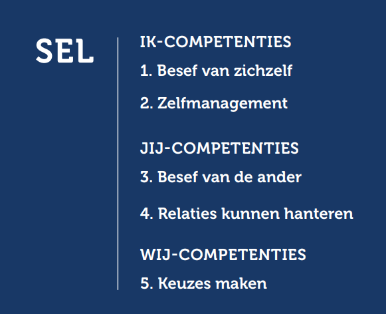 SEL
IK-COMPETENTIES
1. Besef van zichzelf
2. Zelfmanagement
JIJ-COMPETENTIES
3. Besef van de ander
4. Relaties kunnen hanteren
WIJ-COMPETENTIES
5. Keuzes maken